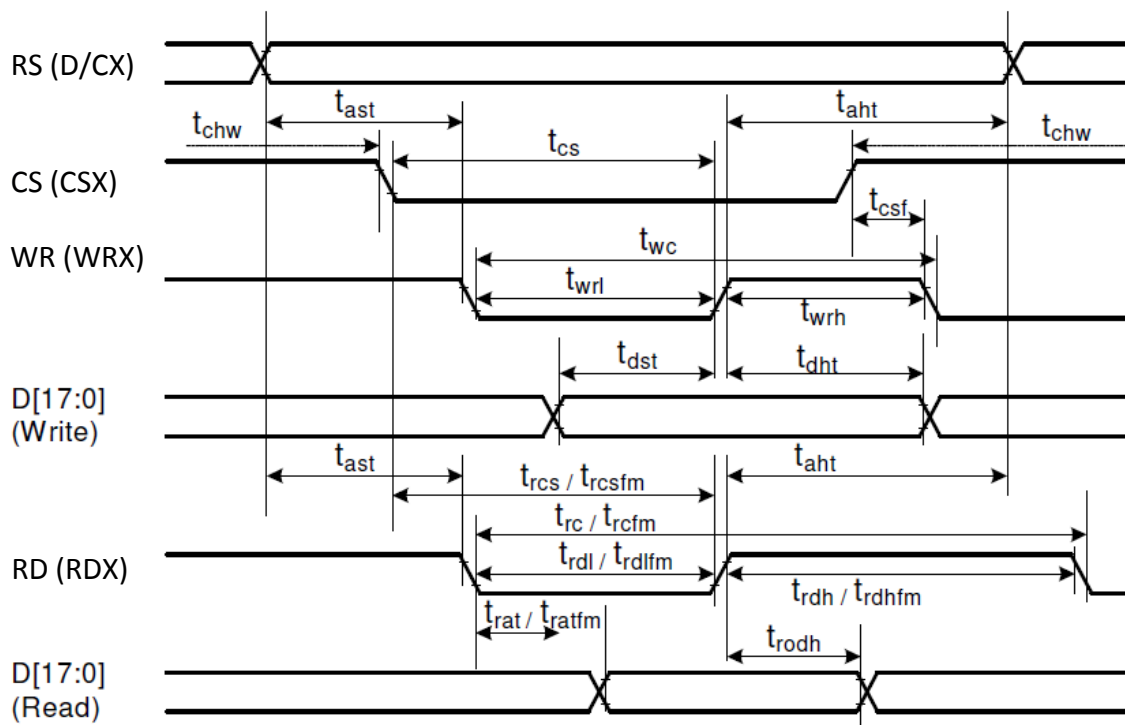 RS (D/CX)
t_ast
t_aht
t_chw
t_chw
t_cs
CS (CSX)
t_csf
WR (WRX)
t_wc
t_wrl
t_wrh
t_dst
t_dht
D[17:0]
(Write)
t_ast
t_aht
t_rcs / t_rcsfm
t_rc / t_rcfm
RD (RDX)
t_rdl / t_rdlfm
t_rdh / t_rdhfm
t_rat / t_ratfm
t_rodh
D[17:0]
(Read)